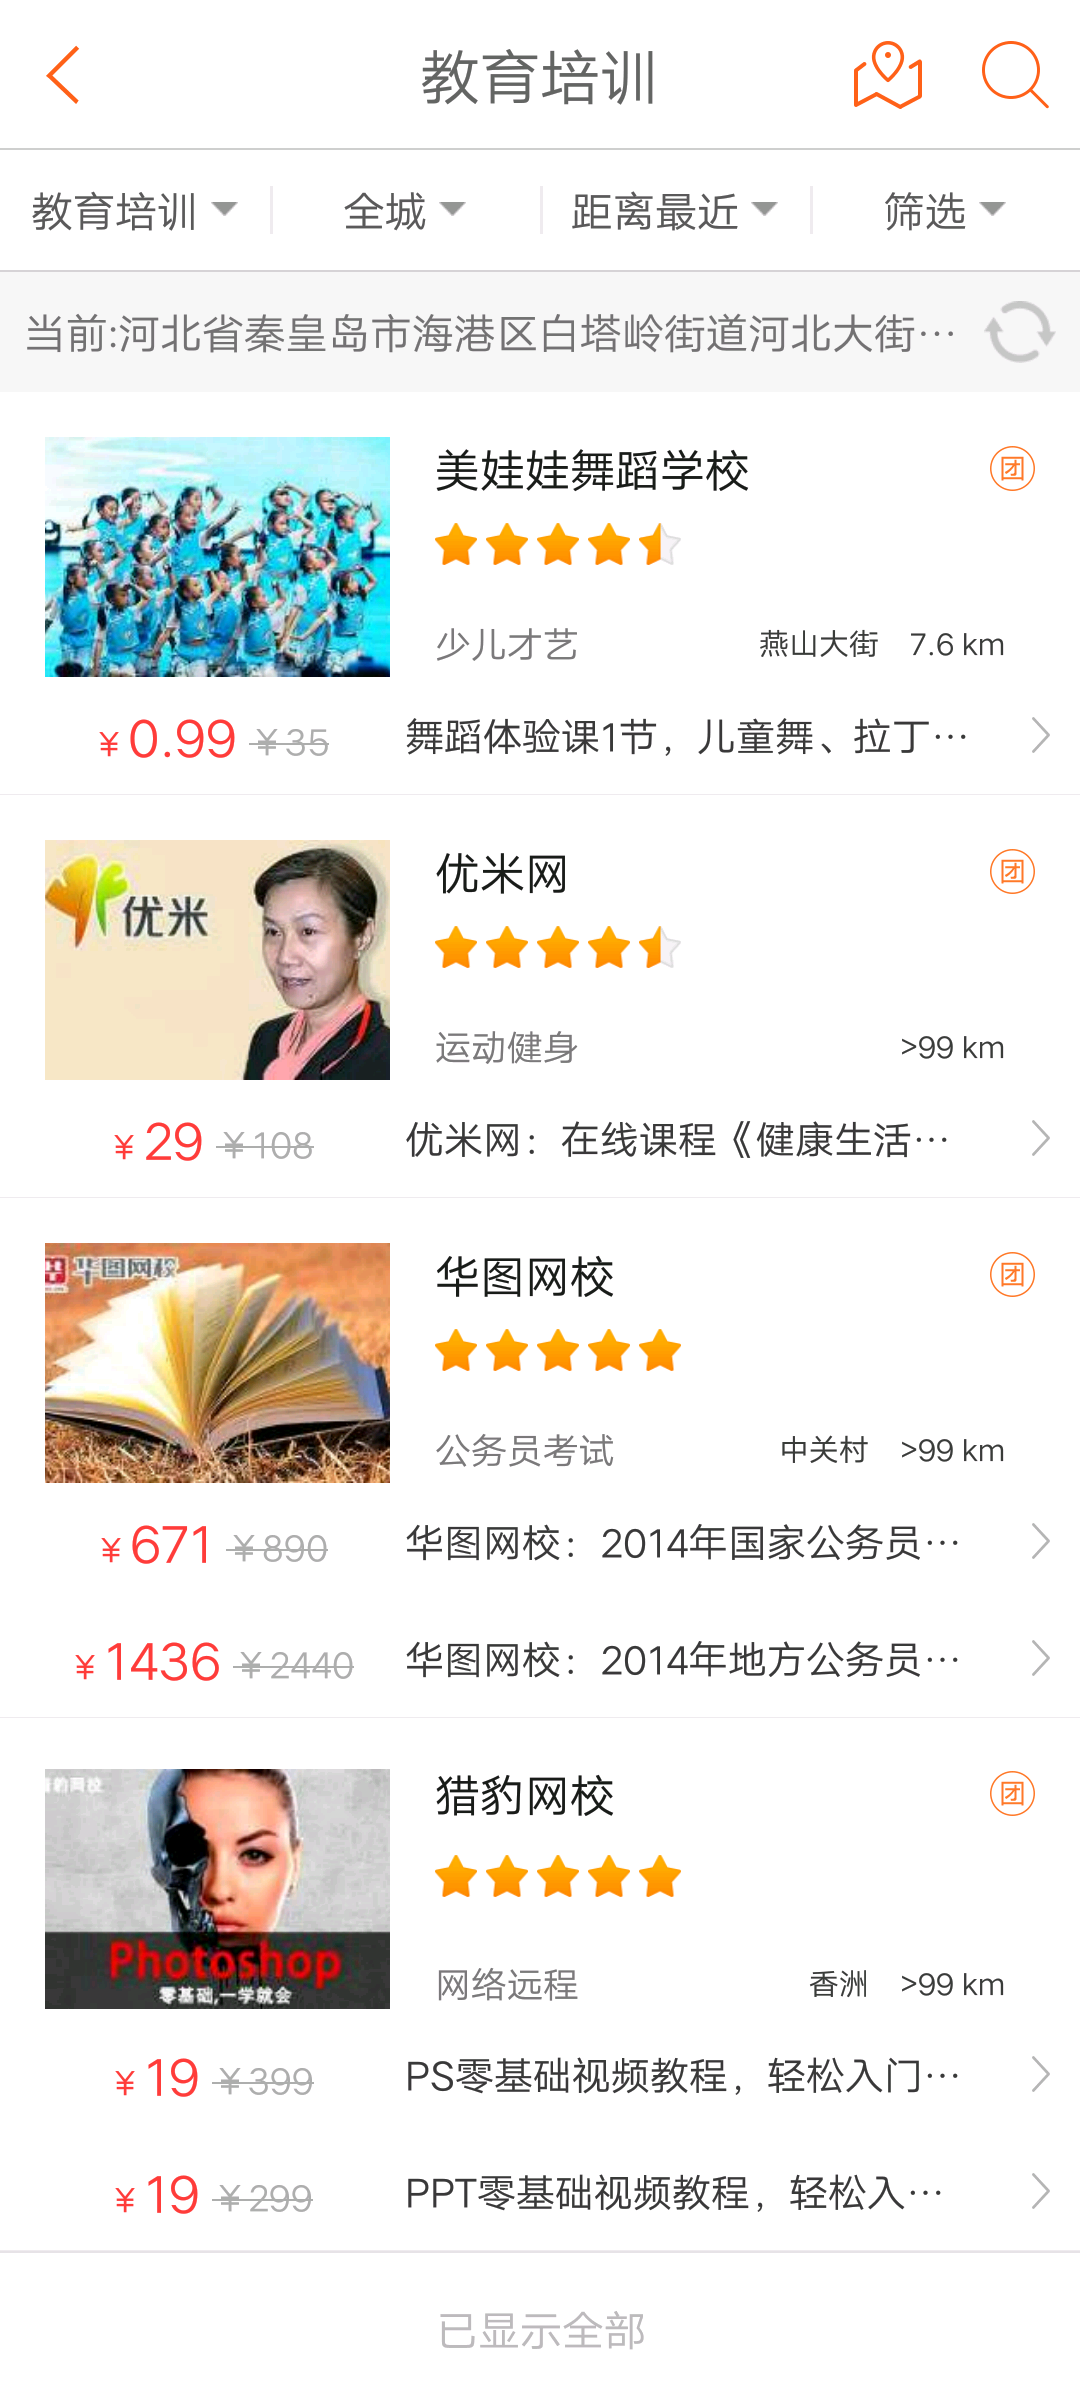 教育培训
教育培训 全城 距离最近 筛选
当前:河北省秦皇岛市海港区白塔岭街道河北大街…
美娃娃舞蹈学校 团
少儿才艺 燕山大街 7.6 km
¥0.99 ¥35 舞蹈体验课1节，儿童舞、拉丁…
优米
优米网 团
运动健身 >99 km
¥29 ¥108 优米网：在线课程《健康生活…
华图网校
华图网校 团
公务员考试 中关村 >99 km
¥671 ¥890 华图网校：2014年国家公务员…
¥1436 ¥2440 华图网校：2014年地方公务员…
猎豹网校 团
豹网校
Photoshop
零基础,一学就会
网络远程 香洲 >99 km
¥19 ¥399 PS零基础视频教程，轻松入门…
¥19 ¥299 PPT零基础视频教程，轻松入…
已显示全部